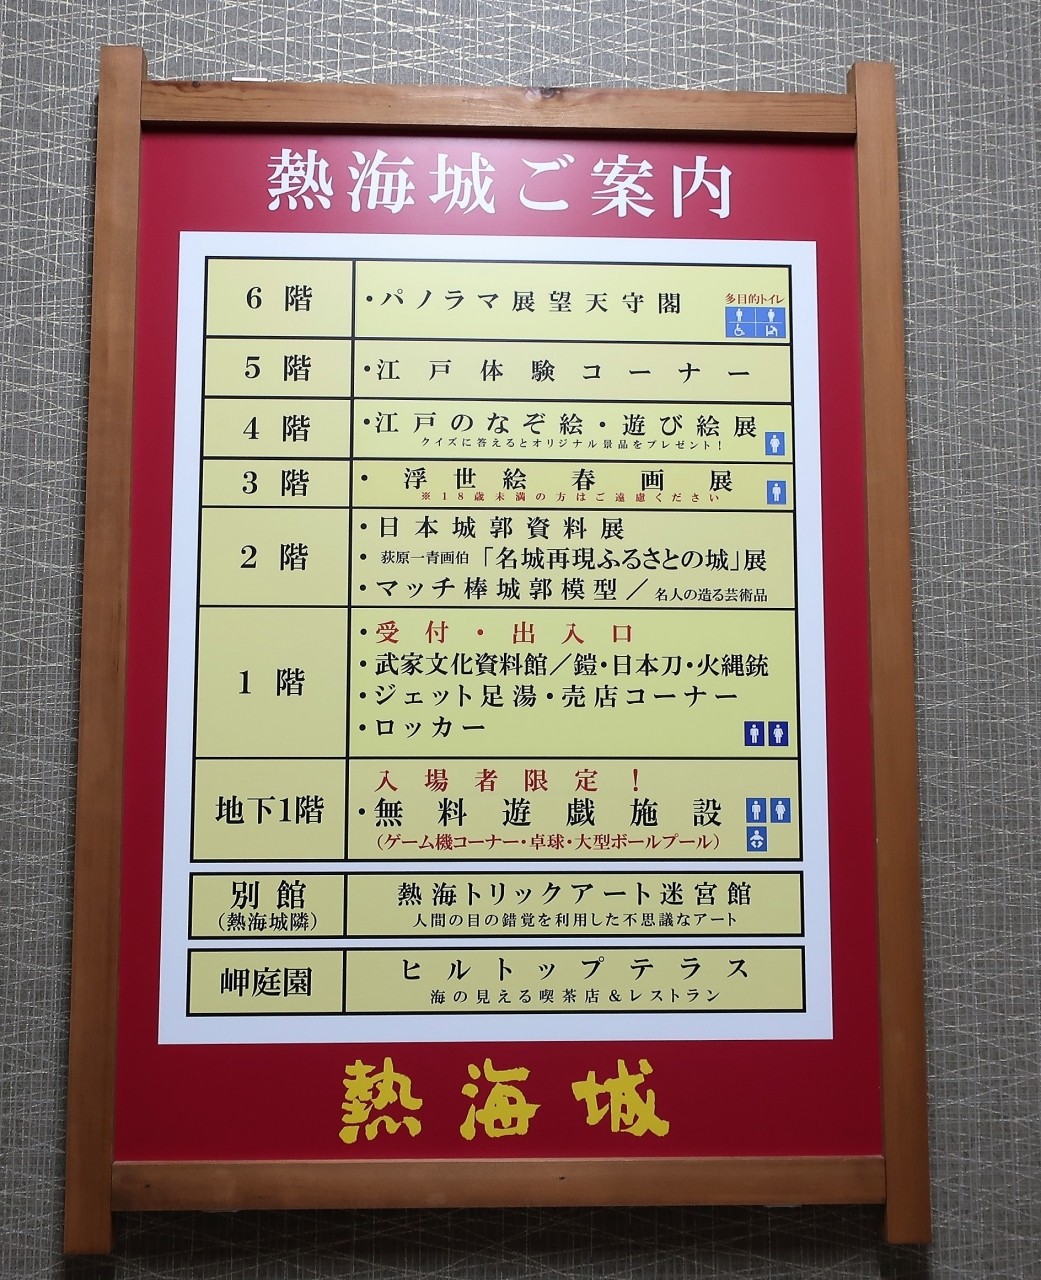 熱海城ご案内
6階
・パノラマ展望天守閣
多目的トイレ
5階
・江戸体験コーナー
4階
・江戸のなぞ絵・遊び絵展
クイズに答えるとオリジナル景品をプレゼント!
3階
・浮世絵春画展
※18歳未満の方はご遠慮ください
2階
・日本城郭資料展
・荻原一青画伯「名城再現ふるさとの城」展
・マッチ棒城郭模型／名人の造る芸術品
1階
・受付・出入口
・武家文化資料館／鎧・日本刀・火縄銃
・ジェット足湯・売店コーナー
・ロッカー
地下1階
入場者限定!
・無料遊戯施設
(ゲーム機コーナー・卓球・大型ボールプール)
別館
(熱海城隣)
熱海トリックアート迷宮館
人間の目の錯覚を利用した不思議なアート
岬庭園
ヒルトップテラス
海の見える喫茶店&レストラン
熱海城